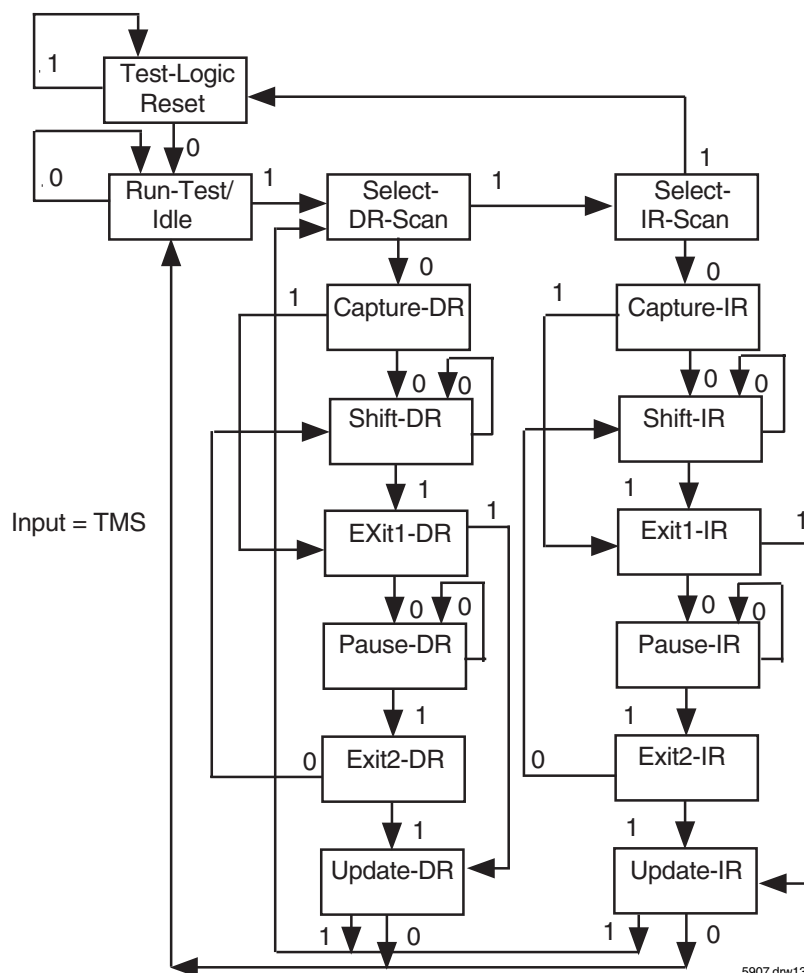 1
Test-Logic
Reset
0
0
Run-Test/
Idle
1
Select-
DR-Scan
1
Select-
IR-Scan
1
0
0
1
Capture-DR
1
Capture-IR
0
0
0
0
Shift-DR
Shift-IR
1
1
Input = TMS
EXit1-DR
1
Exit1-IR
1
0
0
0
0
Pause-DR
Pause-IR
1
1
0
Exit2-DR
0
Exit2-IR
1
1
Update-DR
Update-IR
1
0
1
0